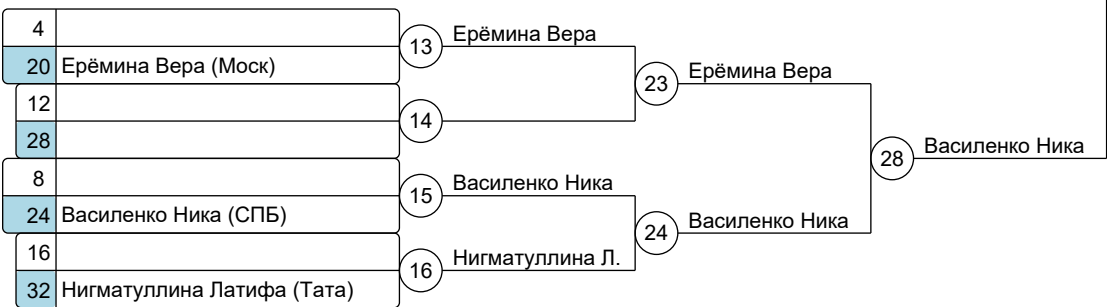 4
13 Ерёмина Вера
20 Ерёмина Вера (Моск)
23 Ерёмина Вера
12
14
28
28 Василенко Ника
8
15 Василенко Ника
24 Василенко Ника (СПБ)
24 Василенко Ника
16
16 Нигматуллина Л.
32 Нигматуллина Латифа (Тата)